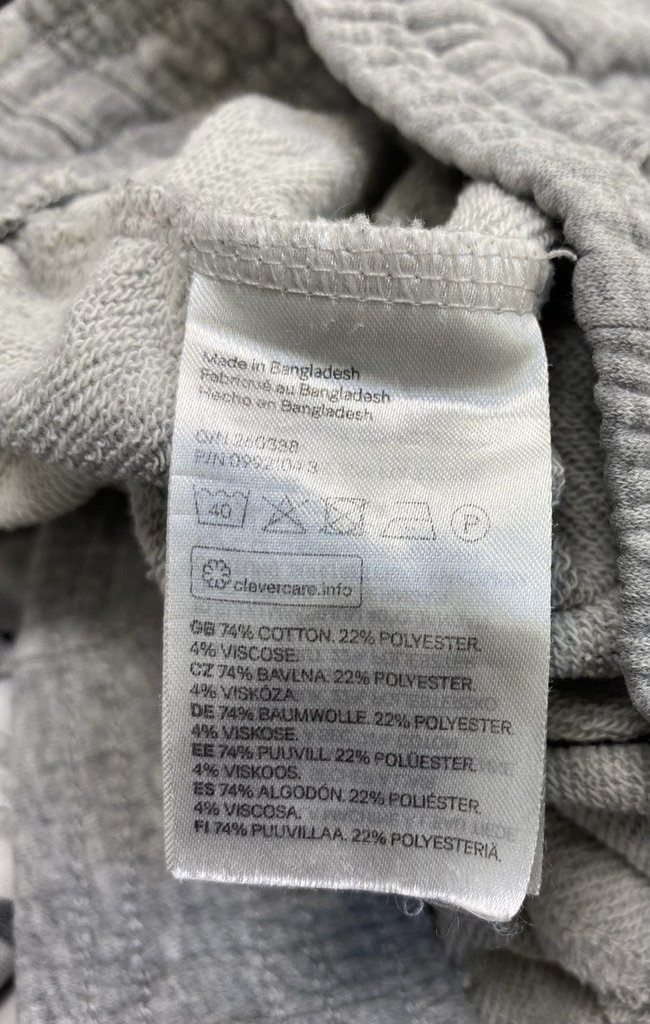 Made in Bangladesh
Fabriqué au Bangladesh
Hecho en Bangladesh
O/N 260338
P/N 3
40
P
clevercare.info
GB 74% COTTON. 22% POLYESTER.
4% VISCOSE.
CZ 74% BAVLNA. 22% POLYESTER.
4% VISKÓZA.
DE 74% BAUMWOLLE. 22% POLYESTER.
4% VISKOSE.
EE 74% PUUVILL. 22% POLÜESTER.
4% VISKOOS.
ES 74% ALGODÓN. 22% POLIÉSTER.
4% VISCOSA.
FI 74% PUUVILLAA. 22% POLYESTERIÄ.